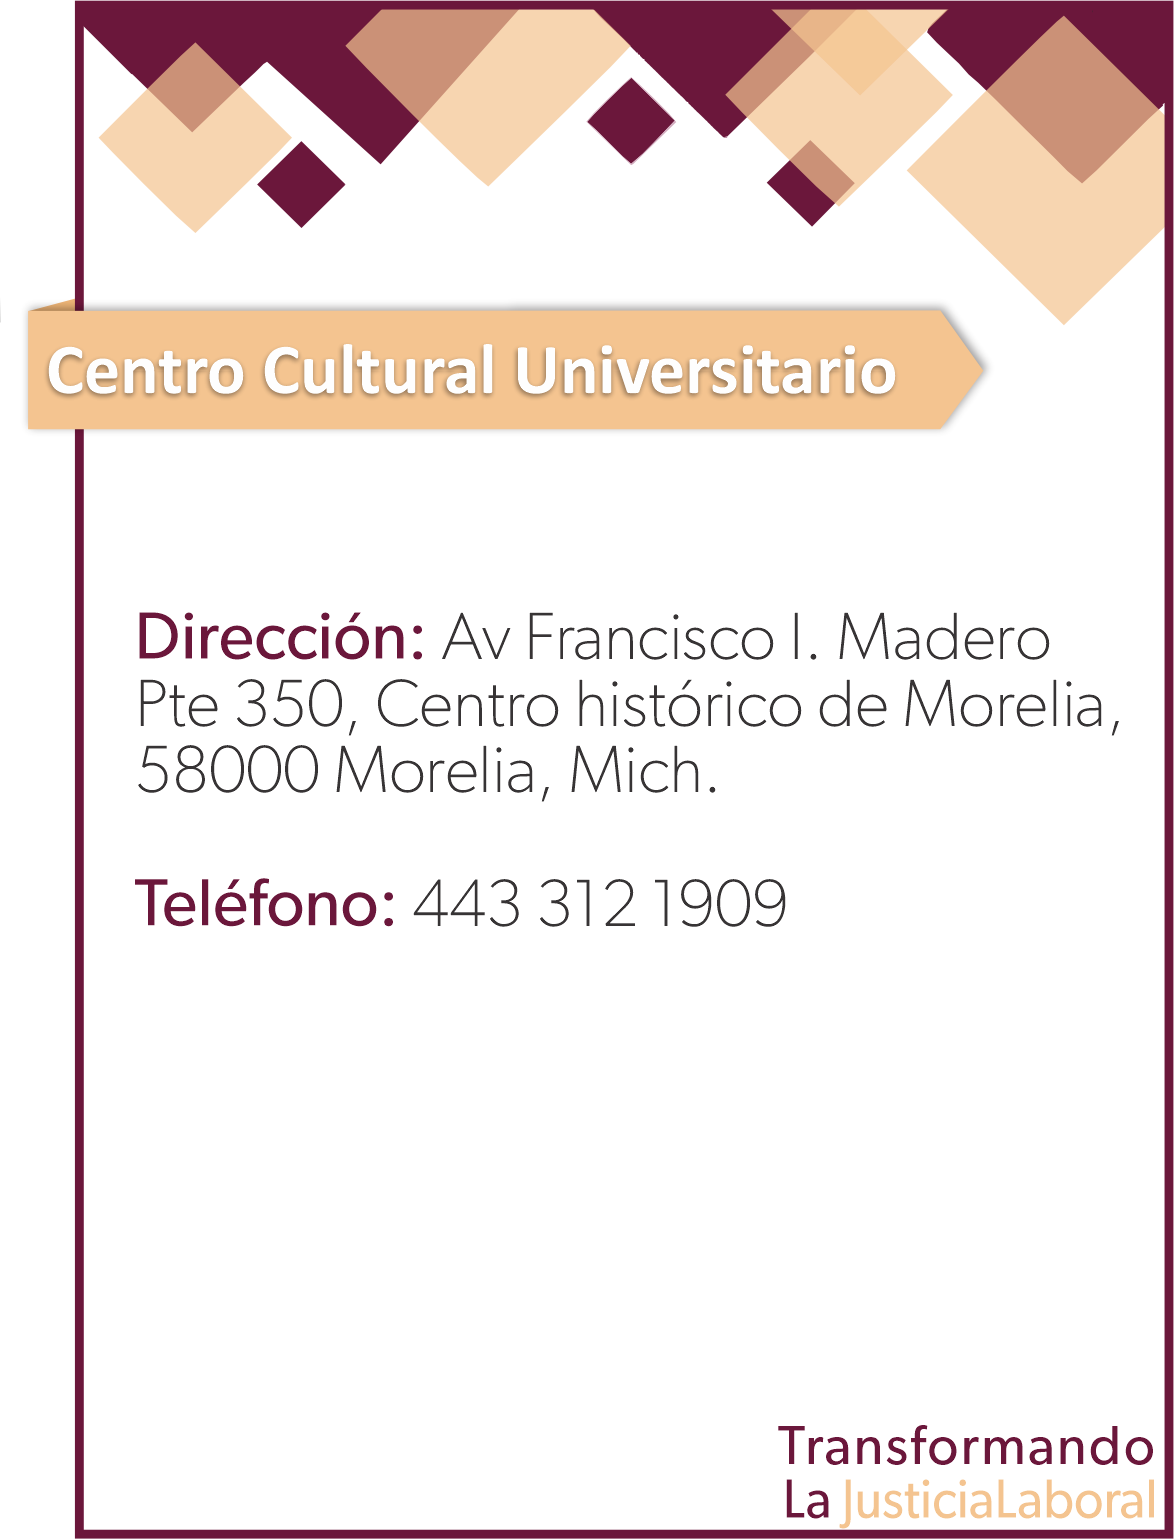 Centro Cultural Universitario
Dirección: Av Francisco I. Madero
Pte 350, Centro histórico de Morelia,
58000 Morelia, Mich.
Teléfono: 443 312 1909
Transformando
La JusticiaLaboral